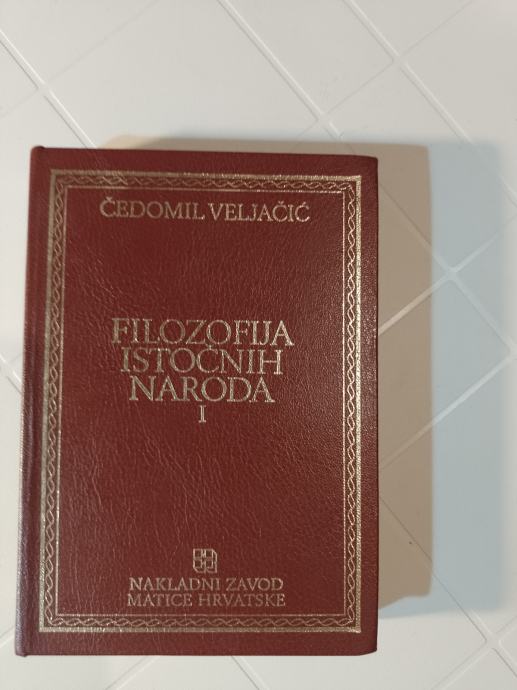 ČEDOMIL VELJAČIĆ
FILOZOFIJA
ISTOČNIH
NARODA
I
NAKLADNI ZAVOD
MATICE HRVATSKE